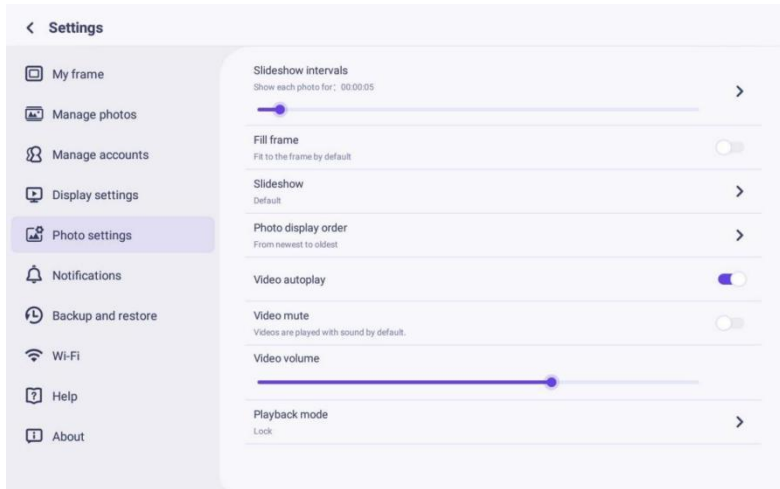 Settings
My frame
Manage photos
Manage accounts
Display settings
Photo settings
Notifications
Backup and restore
Wi-Fi
Help
About
Slideshow intervals
Show each photo for: 00:00:05
Fill frame
Fit to the frame by default
Slideshow
Default
Photo display order
From newest to oldest
Video autoplay
Video mute
Videos are played with sound by default.
Video volume
Playback mode
Lock